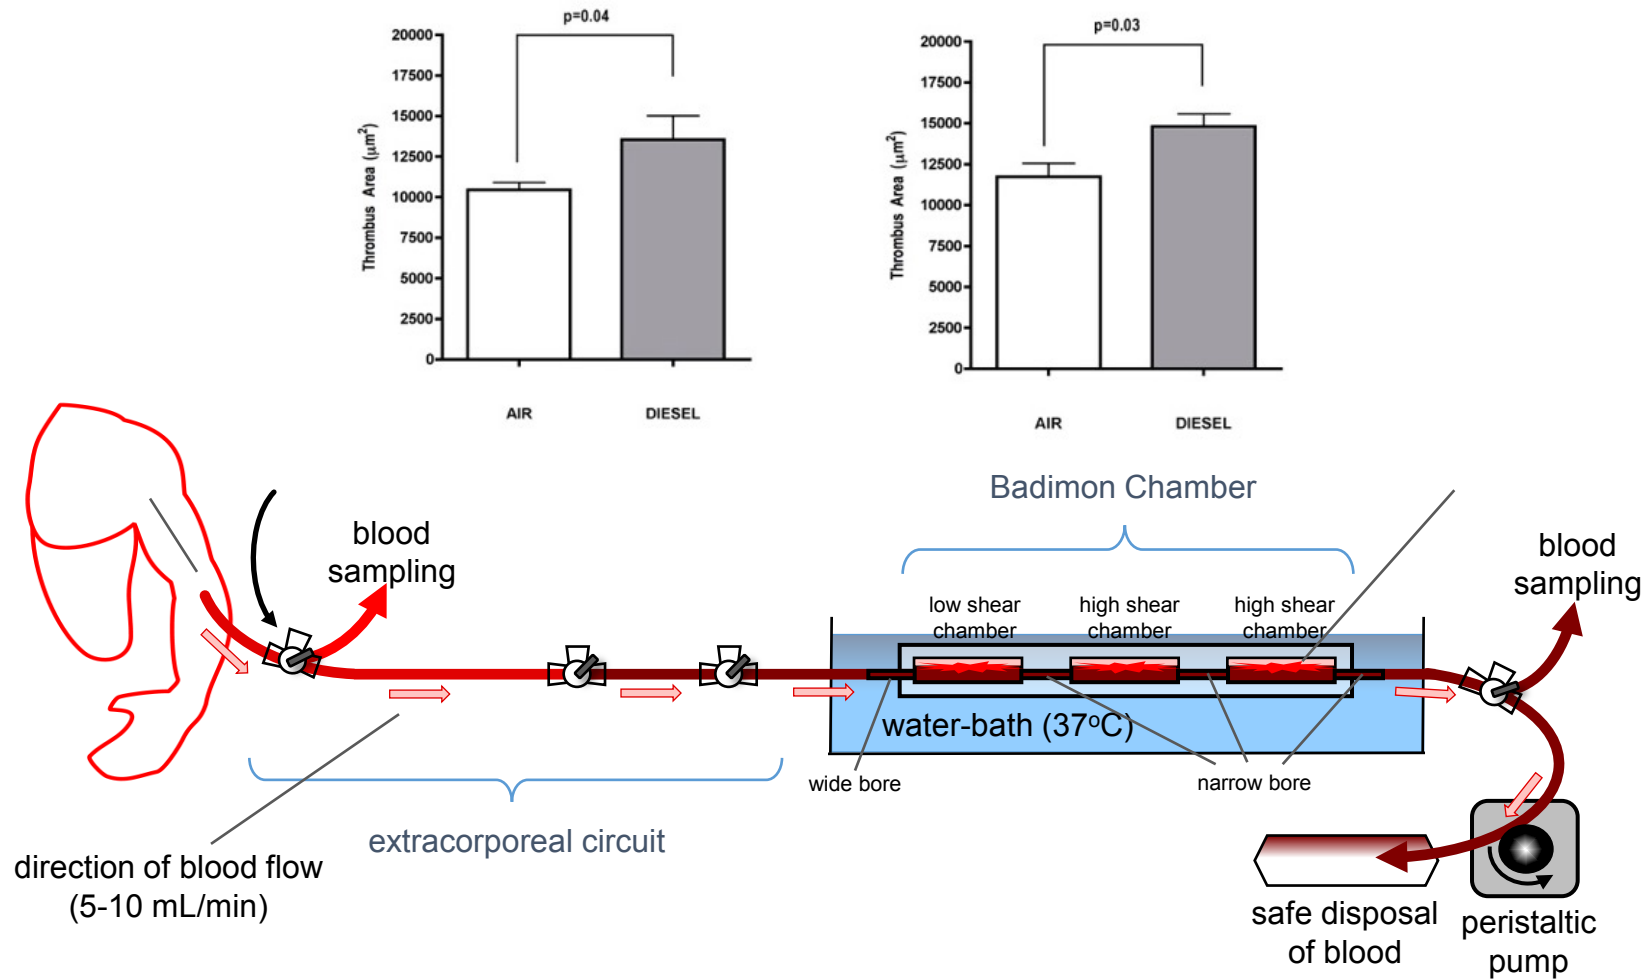 p=0.04
20000
17500
15000
12500
10000
7500
5000
2500
0
Thrombus Area (μm²)
AIR
DIESEL
p=0.03
20000
17500
15000
12500
10000
7500
5000
2500
0
Thrombus Area (μm²)
AIR
DIESEL
Badimon Chamber
blood
sampling
blood
sampling
low shear
chamber
high shear
chamber
high shear
chamber
water-bath (37ºC)
wide bore
narrow bore
extracorporeal circuit
direction of blood flow
(5-10 mL/min)
safe disposal
of blood
peristaltic
pump